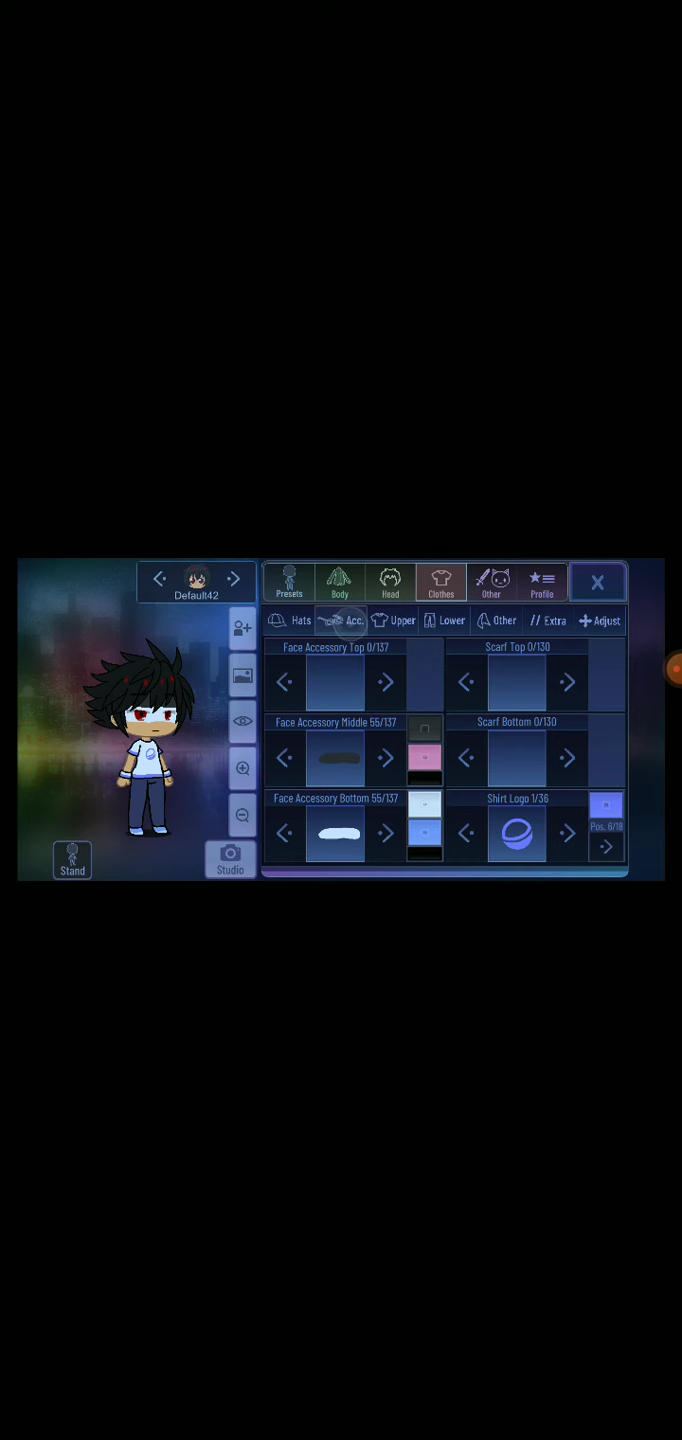 Default42
Presets
Body
Head
Clothes
Other
Profile
X
Hats
Acc.
Upper
Lower
Other
Extra
Adjust
Face Accessory Top 0/137
Scarf Top 0/130
Face Accessory Middle 55/137
Scarf Bottom 0/130
Face Accessory Bottom 55/137
Shirt Logo 1/36
Pos. 6/18
Stand
Studio